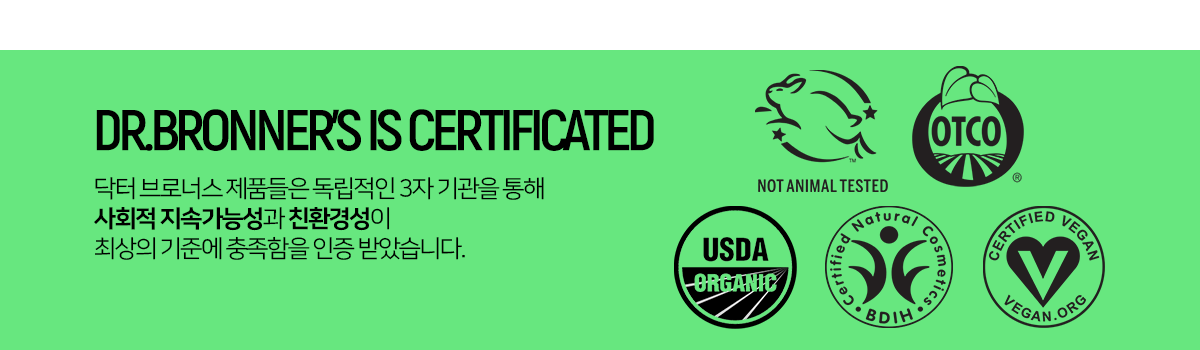 DR.BRONNER'S IS CERTIFICATED
닥터 브로너스 제품들은 독립적인 3자 기관을 통해
사회적 지속가능성과 친환경성이
최상의 기준에 충족함을 인증 받았습니다.
TM
NOT ANIMAL TESTED
OTCO
®
USDA
ORGANIC
Certified Natural Cosmetics
BDIH
CERTIFIED VEGAN
V
VEGAN.ORG